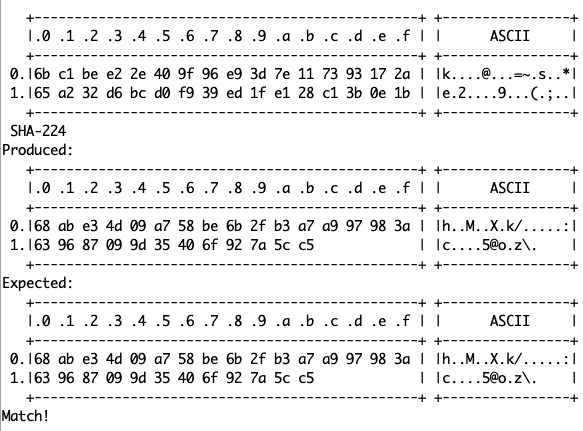 +------------------------------------------------+ +----------------+
|.0 .1 .2 .3 .4 .5 .6 .7 .8 .9 .a .b .c .d .e .f | |      ASCII     |
+------------------------------------------------+ +----------------+
0.|6b c1 be e2 2e 40 9f 96 e9 3d 7e 11 73 93 17 2a |k....@...=~.s..*|
1.|65 a2 32 d6 bc d0 f9 39 ed 1f e1 28 c1 3b 0e 1b |e.2....9...(.;..|
+------------------------------------------------+ +----------------+
SHA-224
Produced:
+------------------------------------------------+ +----------------+
|.0 .1 .2 .3 .4 .5 .6 .7 .8 .9 .a .b .c .d .e .f | |      ASCII     |
+------------------------------------------------+ +----------------+
0.|68 ab e3 4d 09 a7 58 be 6b 2f b3 a7 a9 97 98 3a |h..M..X.k/.....:|
1.|63 96 87 09 9d 35 40 6f 92 7a 5c c5             | |c....5@o.z\.    |
+------------------------------------------------+ +----------------+
Expected:
+------------------------------------------------+ +----------------+
|.0 .1 .2 .3 .4 .5 .6 .7 .8 .9 .a .b .c .d .e .f | |      ASCII     |
+------------------------------------------------+ +----------------+
0.|68 ab e3 4d 09 a7 58 be 6b 2f b3 a7 a9 97 98 3a |h..M..X.k/.....:|
1.|63 96 87 09 9d 35 40 6f 92 7a 5c c5             | |c....5@o.z\.    |
+------------------------------------------------+ +----------------+
Match!